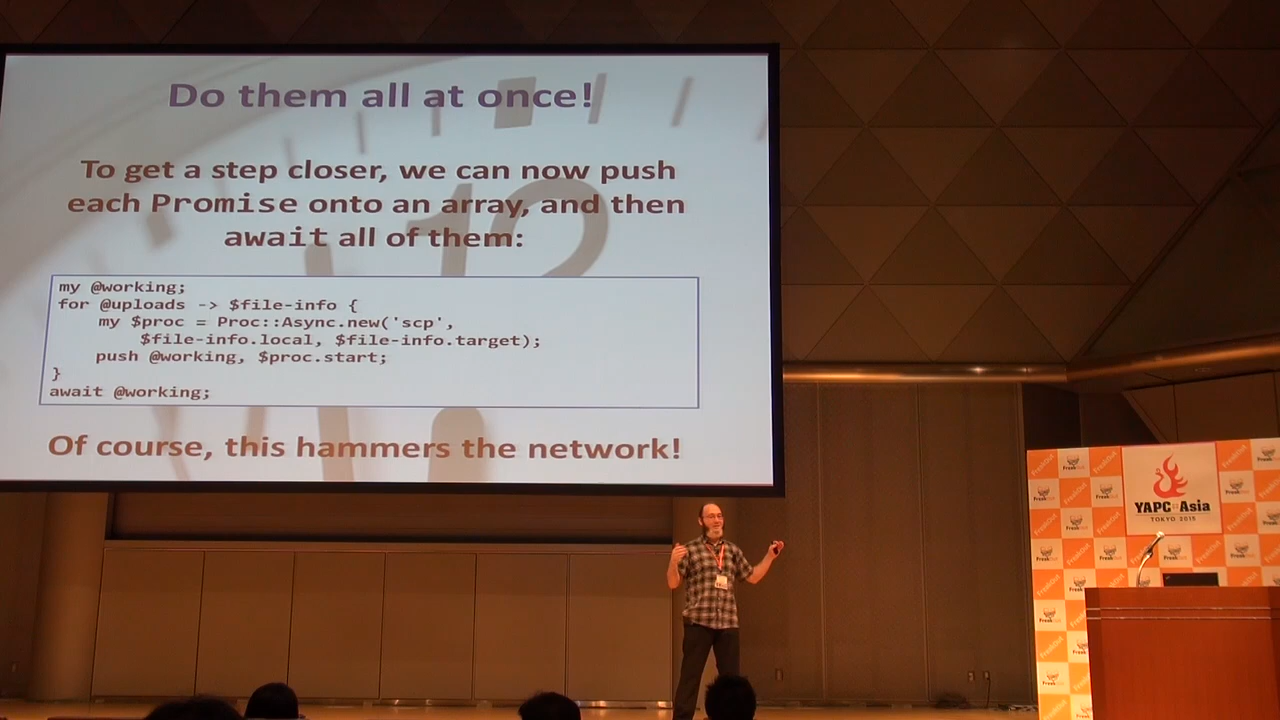 Do them all at once!
To get a step closer, we can now push
each Promise onto an array, and then
await all of them:
my @working;
for @uploads -> $file-info {
my $proc = Proc::Async.new('scp',
$file-info.local, $file-info.target);
push @working, $proc.start;
}
await @working;
Of course, this hammers the network!
YAPC::Asia
TOKYO 2015
FreakOut